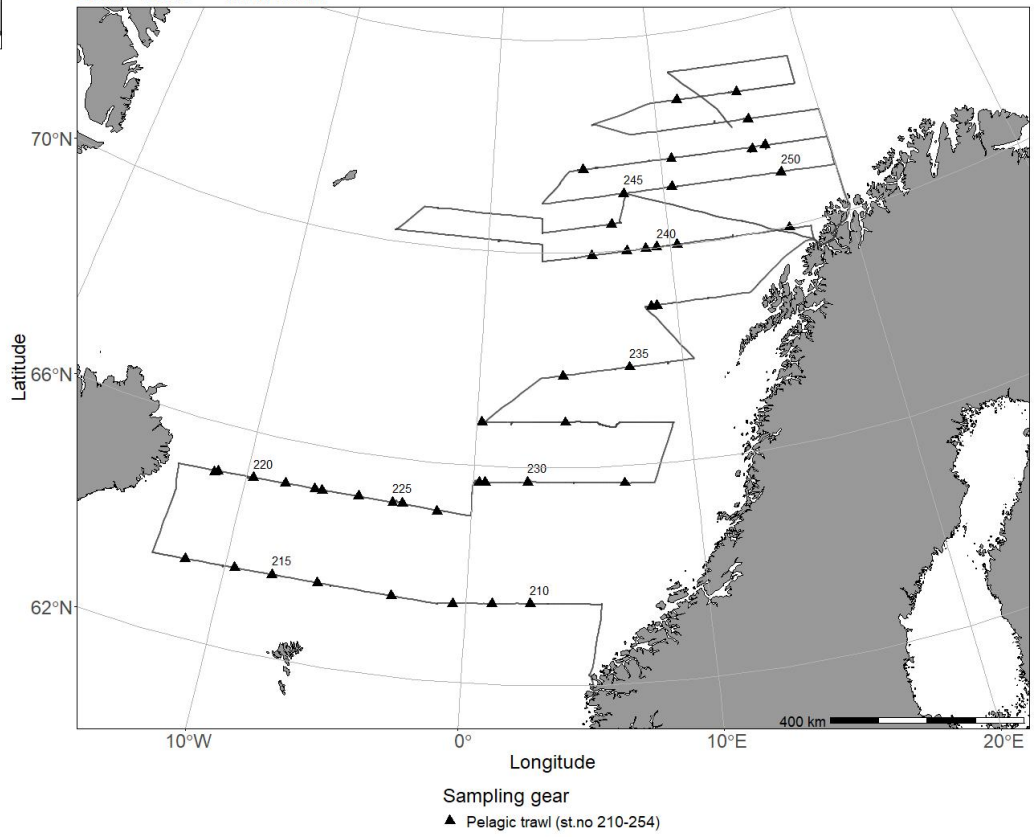 70°N
250
245
240
Latitude
66°N
235
220
225
230
215
62°N
210
400 km
10°W
0°
10°E
20°E
Longitude
Sampling gear
Pelagic trawl (st.no 210-254)